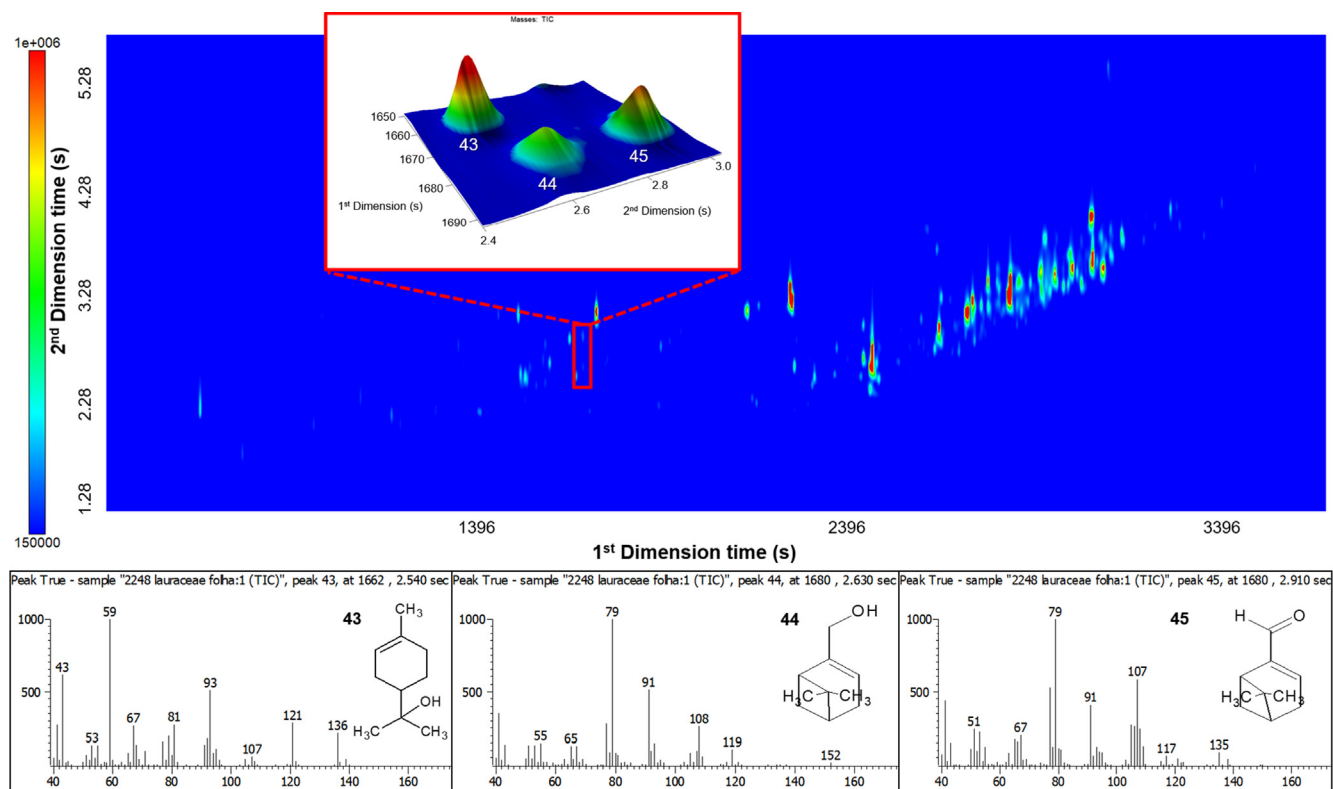 Masses: TIC
1e+006
150000
2nd Dimension time (s)
5.28
4.28
3.28
2.28
1.28
1650
1660
1670
1680
1690
1st Dimension (s)
2.4
2.6
2.8
3.0
2nd Dimension (s)
43
44
45
1396
2396
3396
1st Dimension time (s)
Peak True - sample "2248 lauraceae folha:1 (TIC)", peak 43, at 1662 , 2.540 sec
1000
500
43
53
59
67
81
93
107
121
136
40 60 80 100 120 140 160
43
CH3
OH
H3C
CH3
Peak True - sample "2248 lauraceae folha:1 (TIC)", peak 44, at 1680 , 2.630 sec
1000
500
55
65
79
91
108
119
152
40 60 80 100 120 140 160
44
OH
H3C
CH3
Peak True - sample "2248 lauraceae folha:1 (TIC)", peak 45, at 1680 , 2.910 sec
1000
500
51
67
79
91
107
117
135
40 60 80 100 120 140 160
45
H
O
H3C
CH3